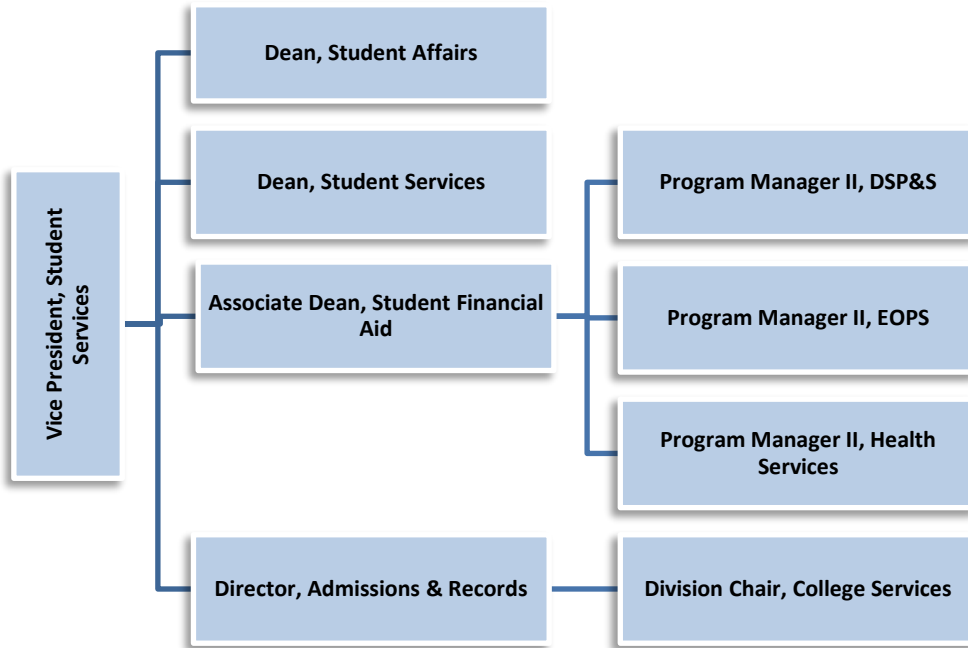 Vice President, Student
Services
Dean, Student Affairs
Dean, Student Services
Associate Dean, Student Financial
Aid
Director, Admissions & Records
Program Manager II, DSP&S
Program Manager II, EOPS
Program Manager II, Health
Services
Division Chair, College Services